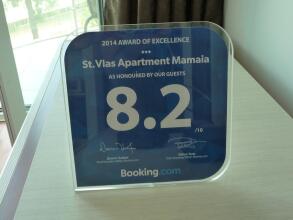 2014 AWARD OF EXCELLENCE
★★★
St.Vlas Apartment Mamaia
AS HONOURED BY OUR GUESTS
8.2
/10
Booking.com